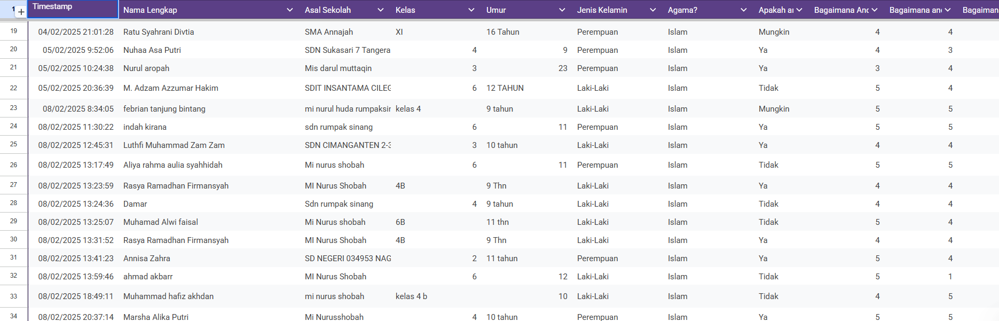 1 Timestamp Nama Lengkap Asal Sekolah Kelas Umur Jenis Kelamin Agama? Apakah ar Bagaimana Anc Bagaimana anc Bagaiman
19 04/02/2025 21:01:28 Ratu Syahrani Divtia SMA Annajah XI 16 Tahun Perempuan Islam Mungkin 4 4
20 05/02/2025 9:52:06 Nuhaa Asa Putri SDN Sukasari 7 Tangera 4 9 Perempuan Islam Ya 4 3
21 05/02/2025 10:24:38 Nurul aropah Mis darul muttaqin 3 23 Perempuan Islam Ya 3 4
22 05/02/2025 20:36:39 M. Adzam Azzumar Hakim SDIT INSANTAMA CILEG 6 12 TAHUN Laki-Laki Islam Tidak 5 4
23 08/02/2025 8:34:05 febrian tanjung bintang mi nurul huda rumpaksin kelas 4 9 tahun Laki-Laki Islam Mungkin 5 5
24 08/02/2025 11:30:22 indah kirana sdn rumpak sinang 6 11 Perempuan Islam Ya 5 5
25 08/02/2025 12:45:31 Luthfi Muhammad Zam Zam SDN CIMANGANTEN 2-3 3 10 tahun Laki-Laki Islam Ya 4 4
26 08/02/2025 13:17:49 Aliya rahma aulia syahhidah Mi nurus shobah 6 11 Perempuan Islam Tidak 5 5
27 08/02/2025 13:23:59 Rasya Ramadhan Firmansyah MI Nurus Shobah 4B 9 Thn Laki-Laki Islam Ya 4 4
28 08/02/2025 13:24:36 Damar Sdn rumpak sinang 4 9 tahun Laki-Laki Islam Tidak 4 4
29 08/02/2025 13:25:07 Muhamad Alwi faisal Mi Nurus shobah 6B 11 thn Laki-Laki Islam Tidak 5 4
30 08/02/2025 13:31:52 Rasya Ramadhan Firmansyah MI Nurus Shobah 4B 9 Thn Laki-Laki Islam Ya 4 4
31 08/02/2025 13:41:23 Annisa Zahra SD NEGERI 034953 NAG 2 11 tahun Perempuan Islam Ya 5 4
32 08/02/2025 13:59:46 ahmad akbarr MI Nurus Shobah 6 12 Laki-Laki Islam Tidak 5 1
33 08/02/2025 18:49:11 Muhammad hafiz akhdan mi nurus shobah kelas 4 b 10 Laki-Laki Islam Tidak 4 5
34 08/02/2025 20:37:14 Marsha Alika Putri Mi Nurusshobah 4 10 tahun Perempuan Islam Ya 5 5